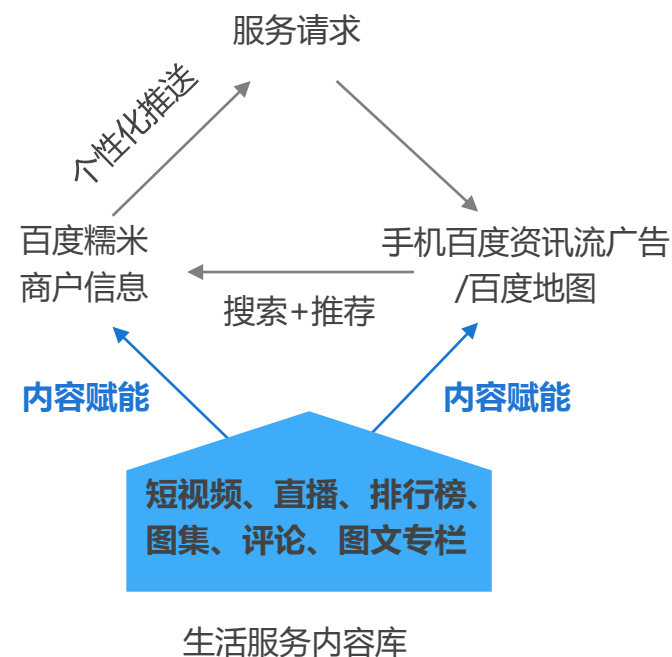 服务请求
个性化推送
百度糯米
商户信息
手机百度资讯流广告
/百度地图
搜索+推荐
内容赋能
内容赋能
短视频、直播、排行榜、
图集、评论、图文专栏
生活服务内容库